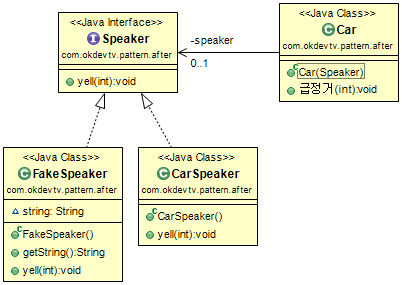 <<Java Interface>>
Speaker
com.okdevtv.pattern.after
yell(int):void
-speaker
0..1
<<Java Class>>
Car
com.okdevtv.pattern.after
Car(Speaker)
급정거(int):void
<<Java Class>>
FakeSpeaker
com.okdevtv.pattern.after
string: String
FakeSpeaker()
getString():String
yell(int):void
<<Java Class>>
CarSpeaker
com.okdevtv.pattern.after
CarSpeaker()
yell(int):void